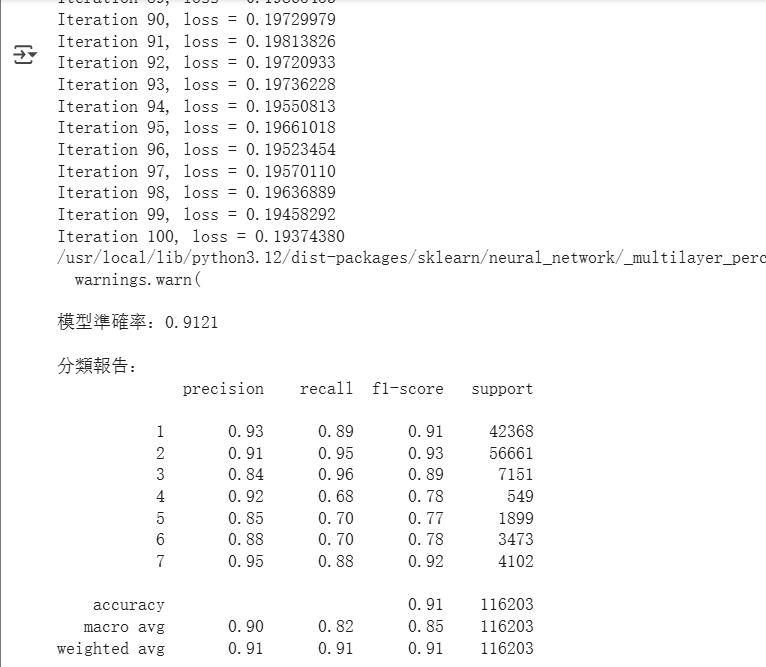 Iteration 90, loss = 0.19729979
Iteration 91, loss = 0.19813826
Iteration 92, loss = 0.19720933
Iteration 93, loss = 0.19736228
Iteration 94, loss = 0.19550813
Iteration 95, loss = 0.19661018
Iteration 96, loss = 0.19523454
Iteration 97, loss = 0.19570110
Iteration 98, loss = 0.19636889
Iteration 99, loss = 0.19458292
Iteration 100, loss = 0.19374380
/usr/local/lib/python3.12/dist-packages/sklearn/neural_network/_multilayer_perc
warnings.warn(
模型準確率: 0.9121
分類報告:
precision recall f1-score support
1 0.93 0.89 0.91 42368
2 0.91 0.95 0.93 56661
3 0.84 0.96 0.89 7151
4 0.92 0.68 0.78 549
5 0.85 0.70 0.77 1899
6 0.88 0.70 0.78 3473
7 0.95 0.88 0.92 4102
accuracy 0.91 116203
macro avg 0.90 0.82 0.85 116203
weighted avg 0.91 0.91 0.91 116203